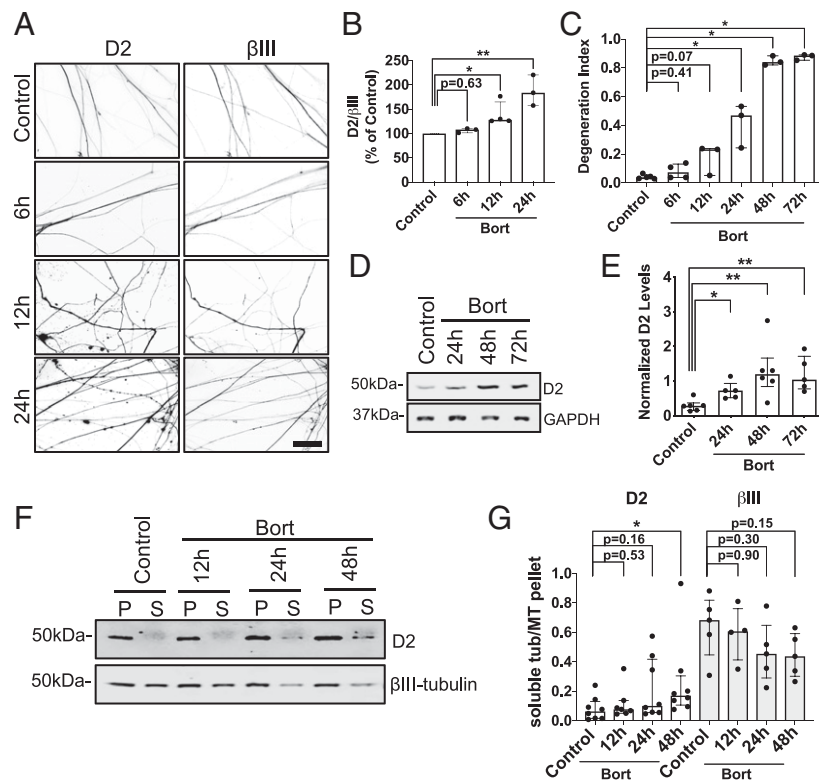 A
D2 βIII
Control
6h
12h
24h
B
D2/βIII
(% of Control)
250
200
150
100
50
0
**
*
p=0.63
Control 6h 12h 24h
Bort
C
Degeneration Index
1.0
0.8
0.6
0.4
0.2
0.0
*
*
*
p=0.07
p=0.41
Control 6h 12h 24h 48h 72h
Bort
D
Bort
Control 24h 48h 72h
50kDa- D2
37kDa- GAPDH
E
Normalized D2 Levels
4
3
2
1
0
**
**
*
Control 24h 48h 72h
Bort
F
Bort
Control 12h 24h 48h
P S P S P S P S
50kDa- D2
50kDa- βIII-tubulin
G
D2 βIII
soluble tub/MT pellet
1.0
0.8
0.6
0.4
0.2
0.0
*
p=0.16
p=0.53
p=0.15
p=0.30
p=0.90
Control 12h 24h 48h Control 12h 24h 48h
Bort Bort